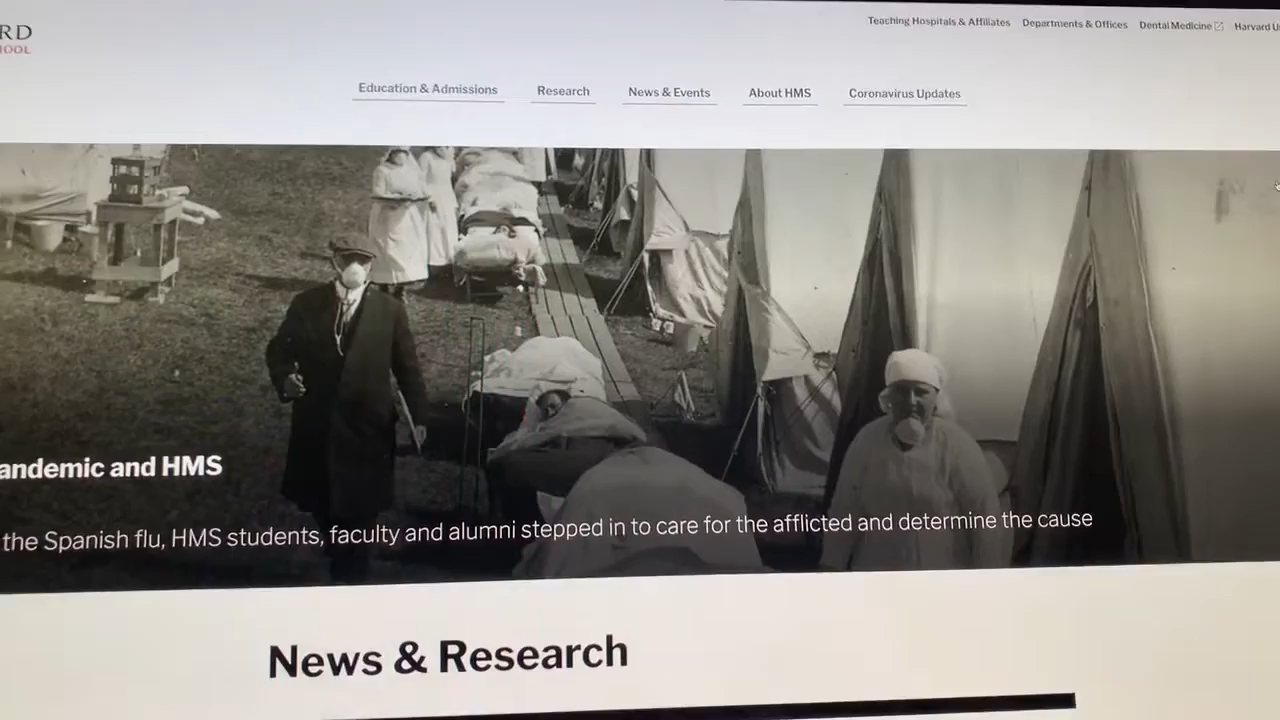 RD
OOL
Teaching Hospitals & Affiliates Departments & Offices Dental Medicine Harvard U
Education & Admissions Research News & Events About HMS Coronavirus Updates
andemic and HMS
the Spanish flu, HMS students, faculty and alumni stepped in to care for the afflicted and determine the cause
News & Research